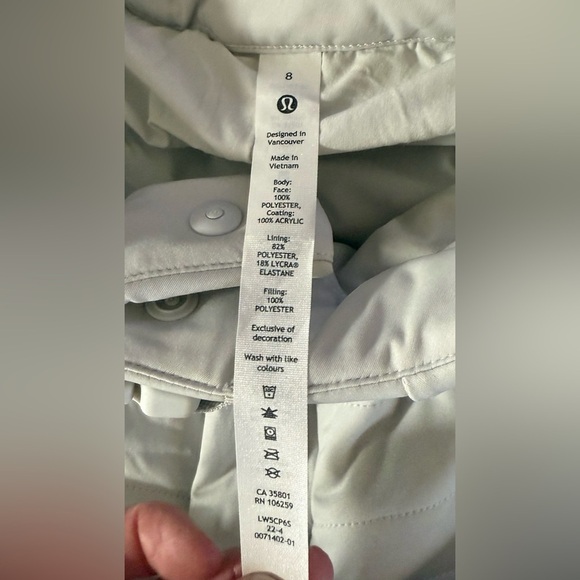 8
Designed in
Vancouver
Made in
Vietnam
Body:
Face:
100%
POLYESTER,
Coating:
100% ACRYLIC
Lining:
82%
POLYESTER,
18% LYCRA®
ELASTANE
Filling:
100%
POLYESTER
Exclusive of
decoration
Wash with like
colours
CA 35801
RN 106259
LW5CP6S
22-4
0071402-01